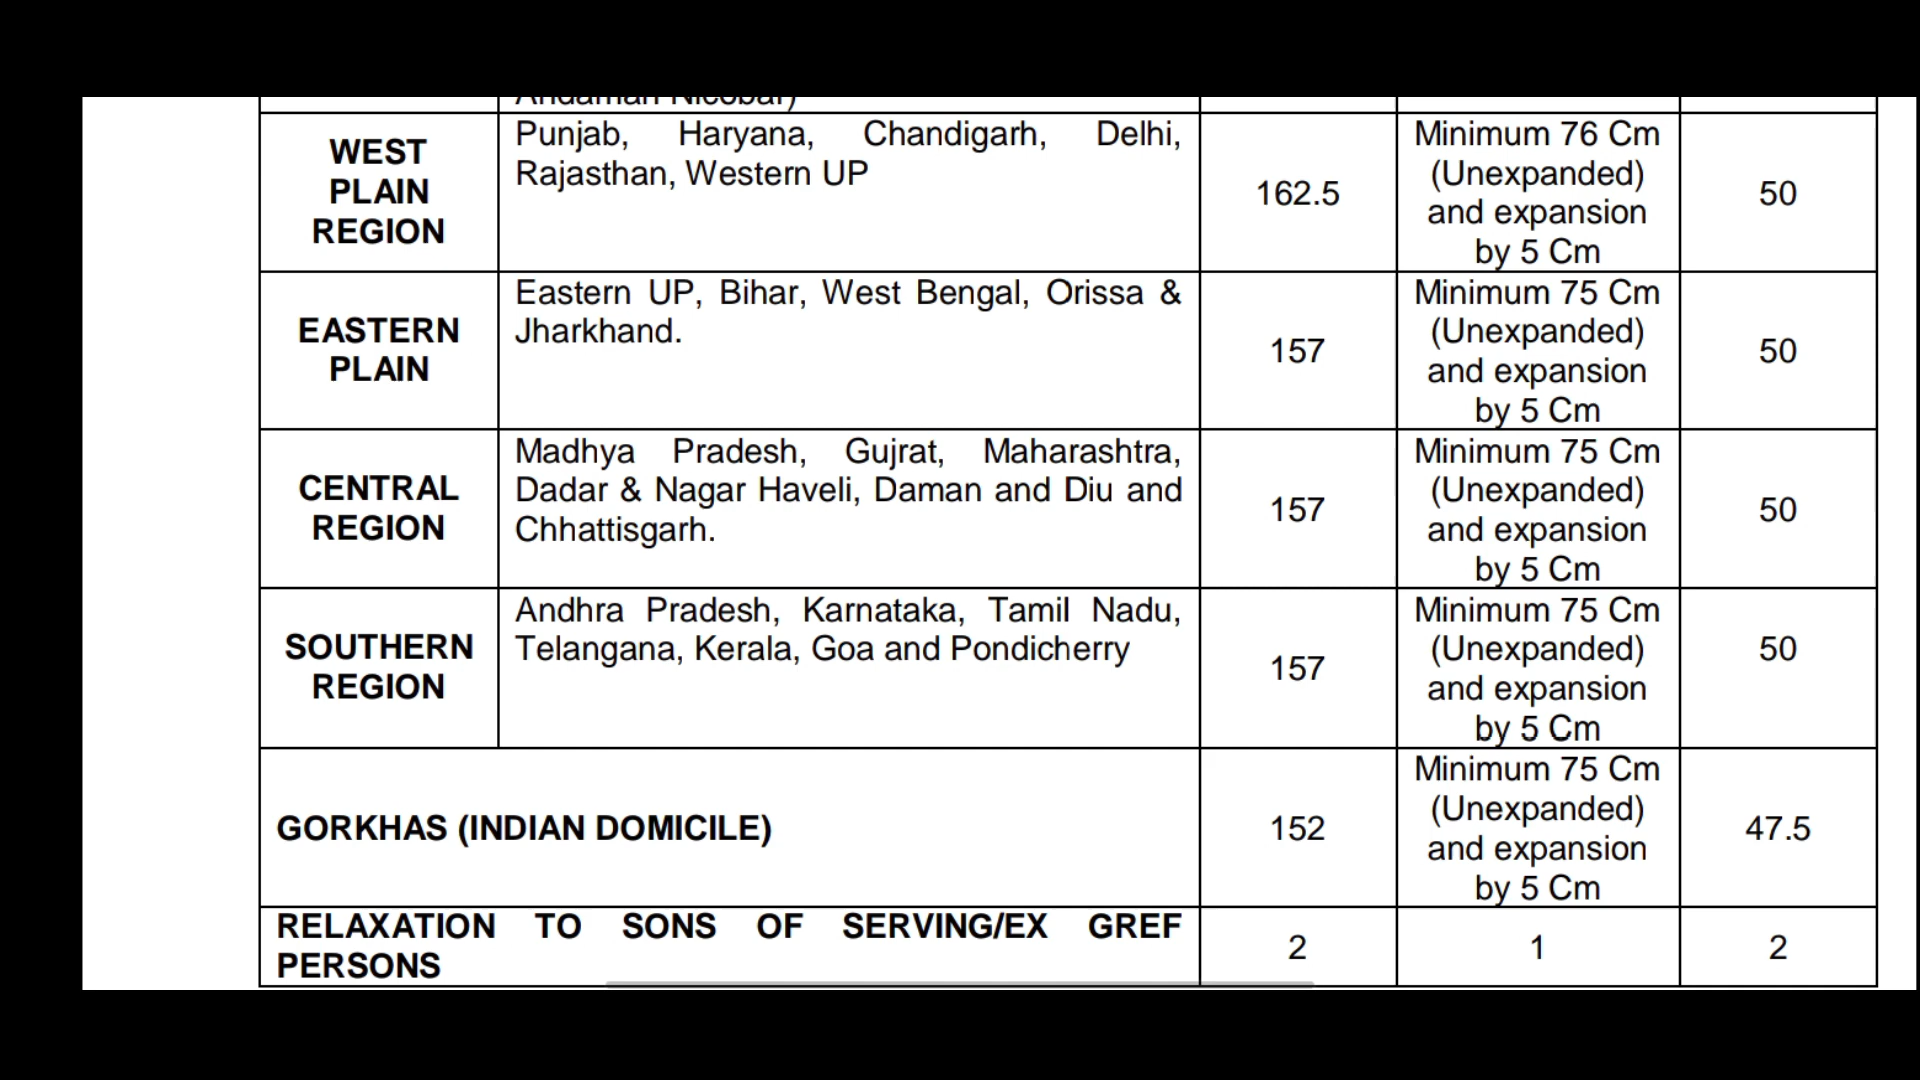 Andaman Nicobar)
WEST
PLAIN
REGION
Punjab, Haryana, Chandigarh, Delhi,
Rajasthan, Western UP
162.5
Minimum 76 Cm
(Unexpanded)
and expansion
by 5 Cm
50
EASTERN
PLAIN
Eastern UP, Bihar, West Bengal, Orissa &
Jharkhand.
157
Minimum 75 Cm
(Unexpanded)
and expansion
by 5 Cm
50
CENTRAL
REGION
Madhya Pradesh, Gujrat, Maharashtra,
Dadar & Nagar Haveli, Daman and Diu and
Chhattisgarh.
157
Minimum 75 Cm
(Unexpanded)
and expansion
by 5 Cm
50
SOUTHERN
REGION
Andhra Pradesh, Karnataka, Tamil Nadu,
Telangana, Kerala, Goa and Pondicherry
157
Minimum 75 Cm
(Unexpanded)
and expansion
by 5 Cm
50
GORKHAS (INDIAN DOMICILE)
152
Minimum 75 Cm
(Unexpanded)
and expansion
by 5 Cm
47.5
RELAXATION TO SONS OF SERVING/EX GREF
PERSONS
2
1
2